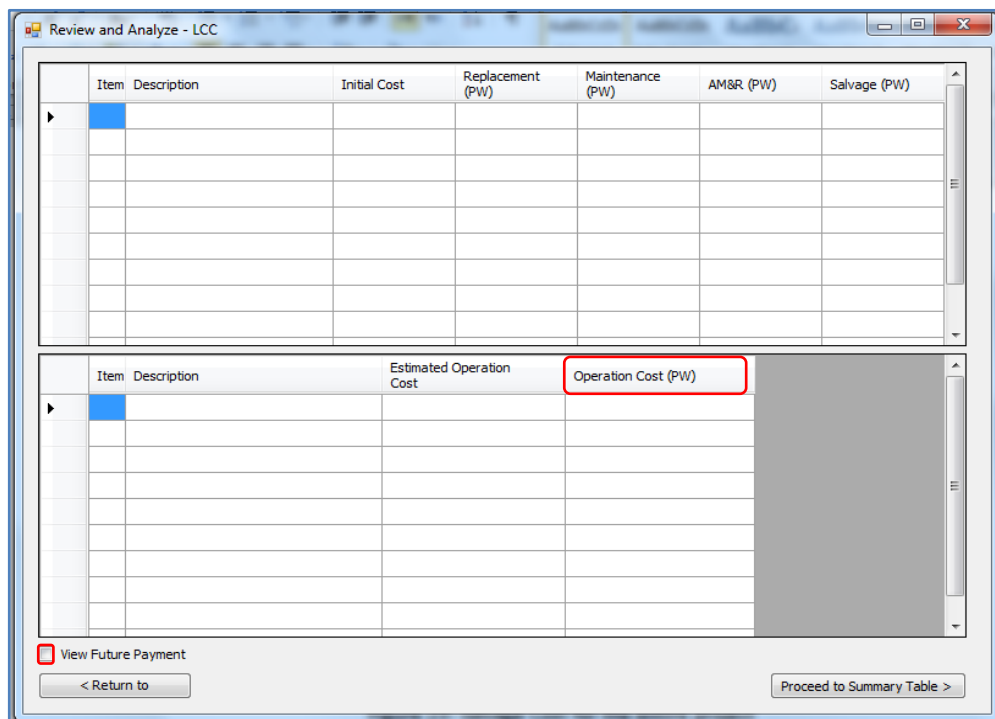 Review and Analyze - LCC
Item Description Initial Cost Replacement (PW) Maintenance (PW) AM&R (PW) Salvage (PW)
Item Description Estimated Operation Cost Operation Cost (PW)
View Future Payment
< Return to Proceed to Summary Table >